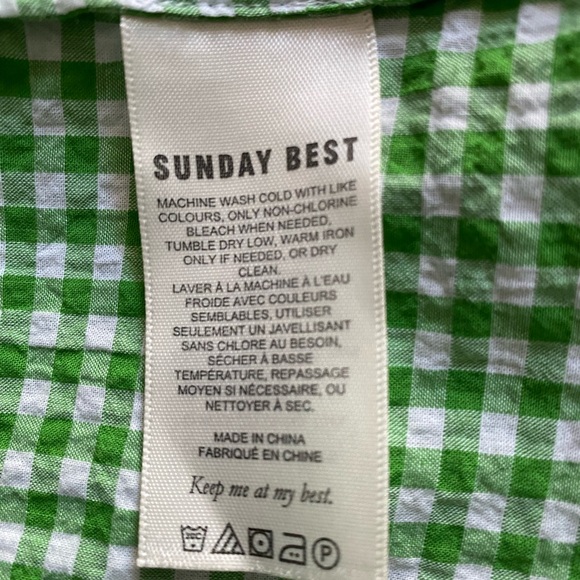 SUNDAY BEST
MACHINE WASH COLD WITH LIKE
COLOURS, ONLY NON-CHLORINE
BLEACH WHEN NEEDED,
TUMBLE DRY LOW, WARM IRON
ONLY IF NEEDED, OR DRY
CLEAN.
LAVER À LA MACHINE À L'EAU
FROIDE AVEC COULEURS
SEMBLABLES, UTILISER
SEULEMENT UN JAVELLISANT
SANS CHLORE AU BESOIN,
SÉCHER À BASSE
TEMPÉRATURE, REPASSAGE
MOYEN SI NÉCESSAIRE, OU
NETTOYER À SEC.
MADE IN CHINA
FABRIQUÉ EN CHINE
Keep me at my best.
30C P